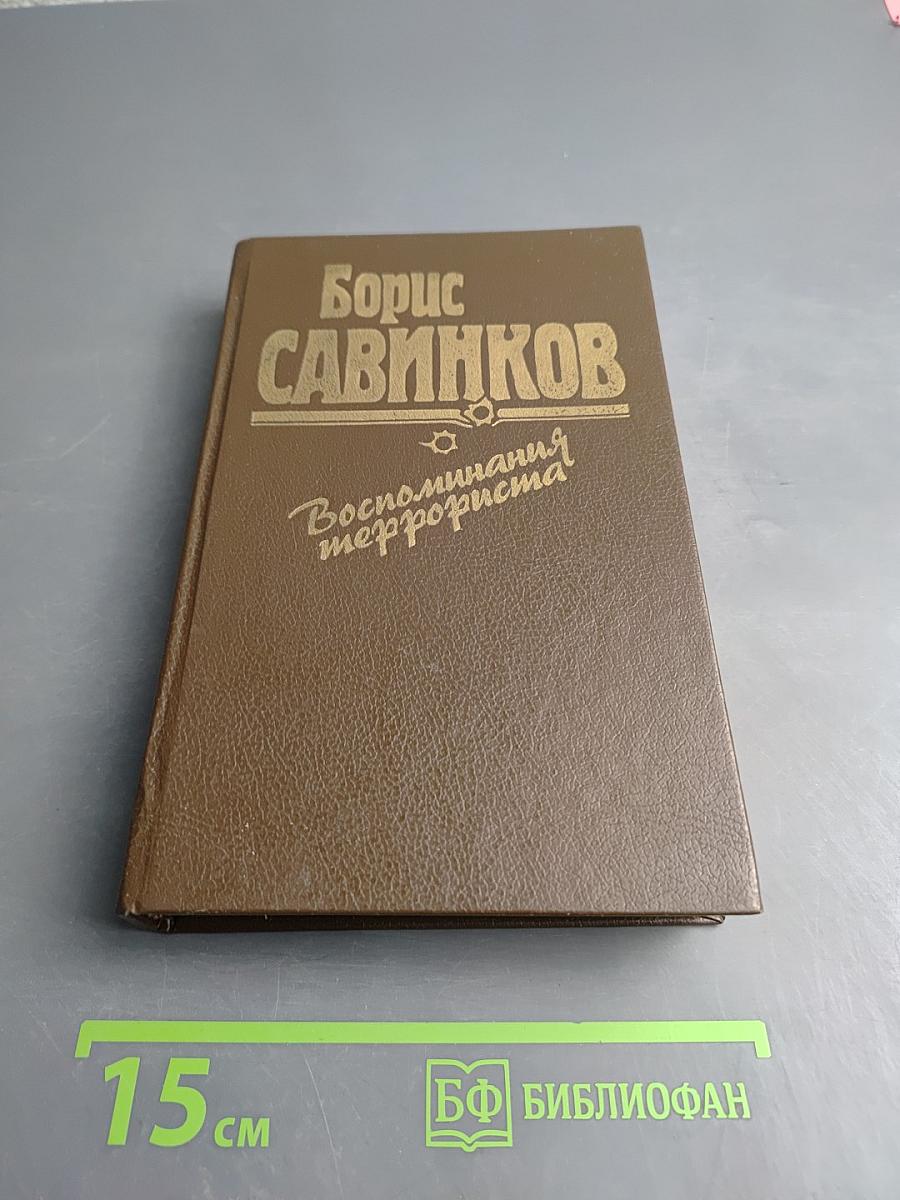 Борис
САВИНКОВ
Воспоминания
террориста
15 см
БФ БИБЛИОФАН